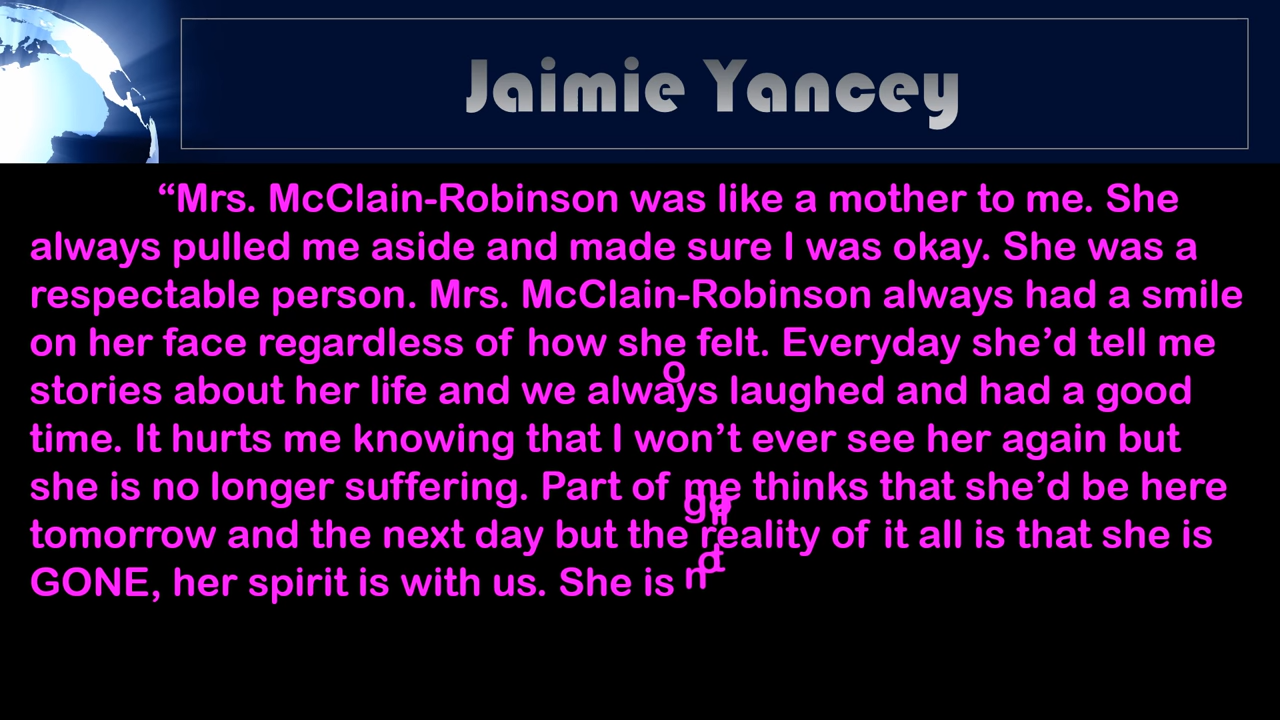 Jaimie Yancey
“Mrs. McClain-Robinson was like a mother to me. She
always pulled me aside and made sure I was okay. She was a
respectable person. Mrs. McClain-Robinson always had a smile
on her face regardless of how she felt. Everyday she’d tell me
stories about her life and we always laughed and had a good
time. It hurts me knowing that I won’t ever see her again but
she is no longer suffering. Part of me thinks that she’d be here
tomorrow and the next day but the reality of it all is that she is
GONE, her spirit is with us. She is n